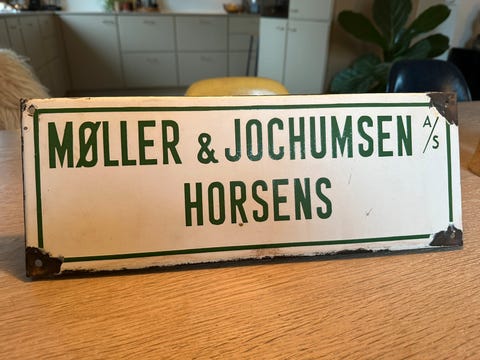 MØLLER & JOCHUMSEN A/S
HORSENS